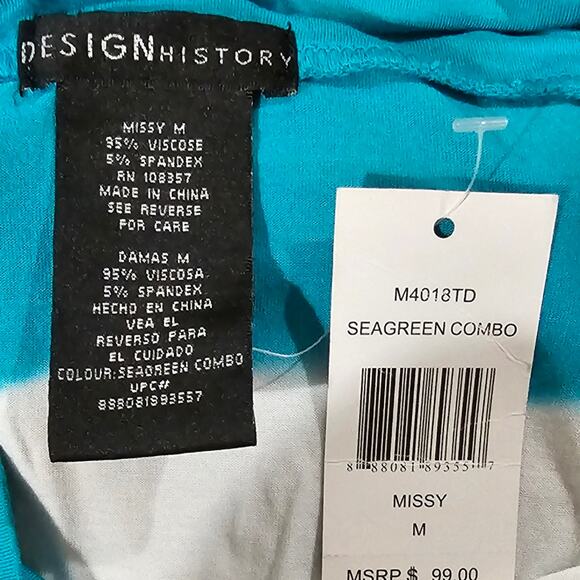 DESIGNHISTORY
MISSY M
95% VISCOSE
5% SPANDEX
RN 108357
MADE IN CHINA
SEE REVERSE
FOR CARE
DAMAS M
95% VISCOSA
5% SPANDEX
HECHO EN CHINA
VEA EL
REVERSO PARA
EL CUIDADO
COLOUR:SEAGREEN COMBO
UPC#
888081893557
M4018TD
SEAGREEN COMBO
8 88081 89355 7
MISSY
M
MSRP $ 99.00